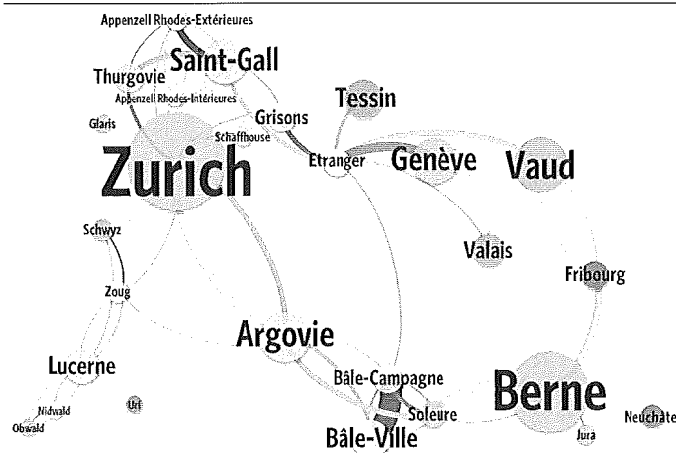 Appenzell Rhodes-Extérieures
Saint-Gall
Thurgovie
Tessin
Appenzell Rhodes-Intérieures
Grisons
Glaris
Schaffhouse
Zurich
Etranger
Genève
Vaud
Schwyz
Valais
Fribourg
Zoug
Argovie
Lucerne
Bâle-Campagne
Berne
Uri
Nidwald
Soleure
Neuchâte
Obwald
Bâle-Ville
Jura